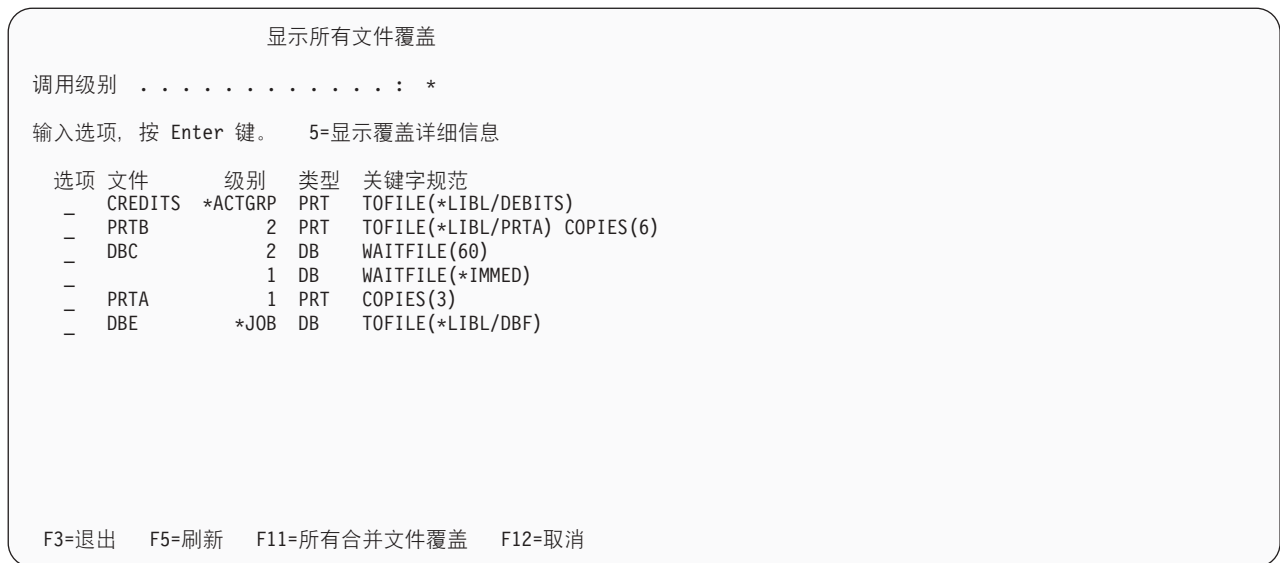 显示所有文件覆盖
调用级别 . . . . . . . . . . . . : *
输入选项, 按 Enter 键。 5=显示覆盖详细信息
选项 文件 级别 类型 关键字规范
_ CREDITS *ACTGRP PRT TOFILE(*LIBL/DEBITS)
_ PRTB 2 PRT TOFILE(*LIBL/PRTA) COPIES(6)
_ DBC 2 DB WAITFILE(60)
_ 1 DB WAITFILE(*IMMED)
_ PRTA 1 PRT COPIES(3)
_ DBE *JOB DB TOFILE(*LIBL/DBF)
F3=退出 F5=刷新 F11=所有合并文件覆盖 F12=取消